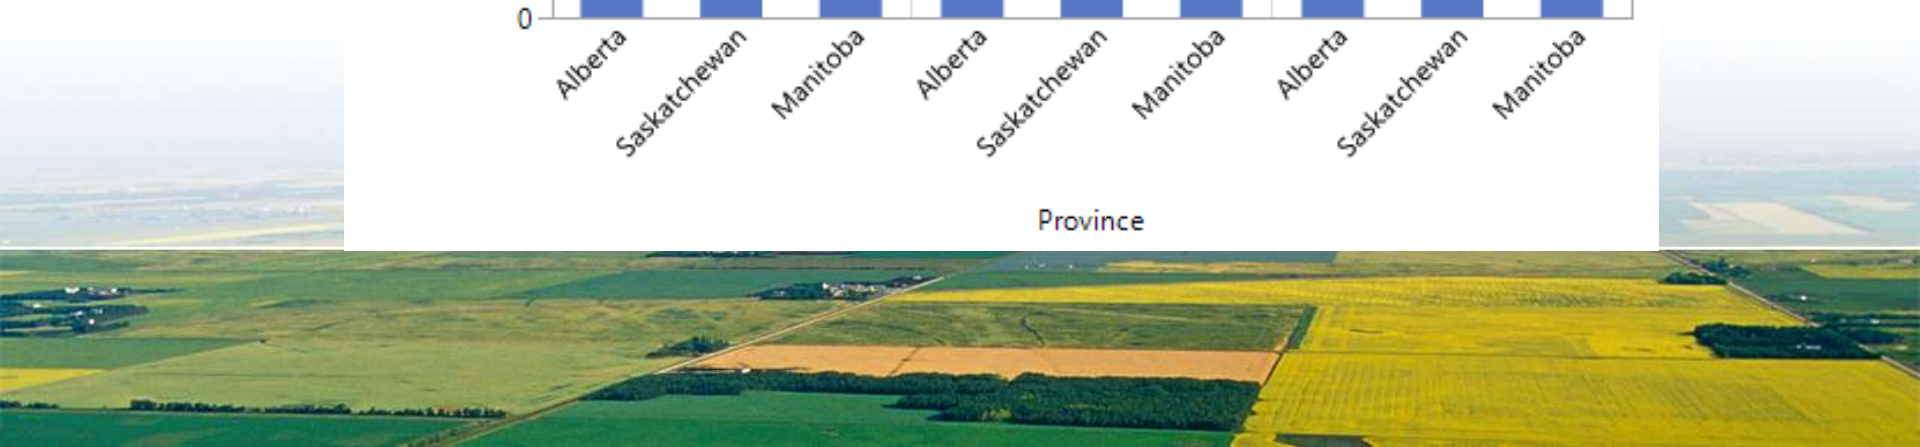 0
Alberta
Saskatchewan
Manitoba
Alberta
Saskatchewan
Manitoba
Alberta
Saskatchewan
Manitoba
Province